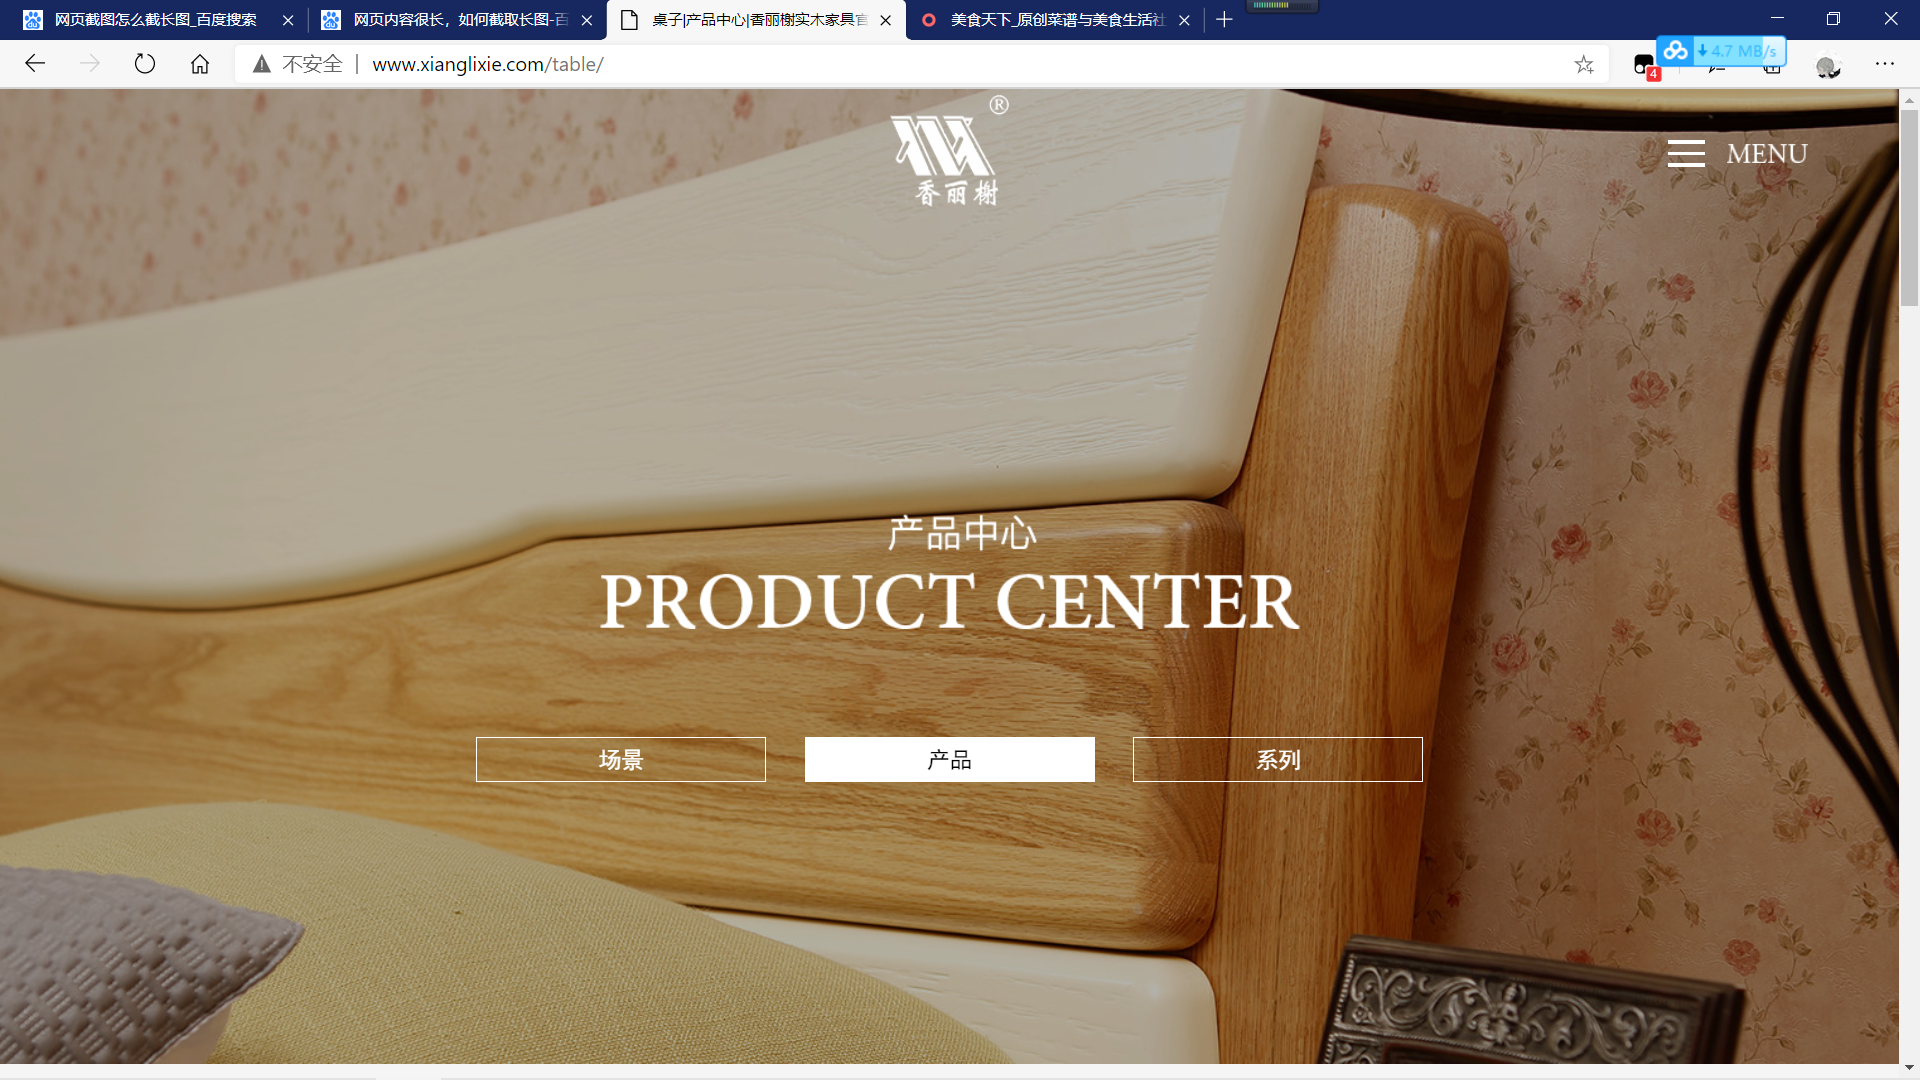 网页截图怎么截长图_百度搜索
网页内容很长，如何截取长图-百
桌子|产品中心|香丽榭实木家具官
美食天下_原创菜谱与美食生活社
不安全
www.xianglixie.com/table/
4
4.7 MB/s
®
香丽榭
MENU
产品中心
PRODUCT CENTER
场景
产品
系列